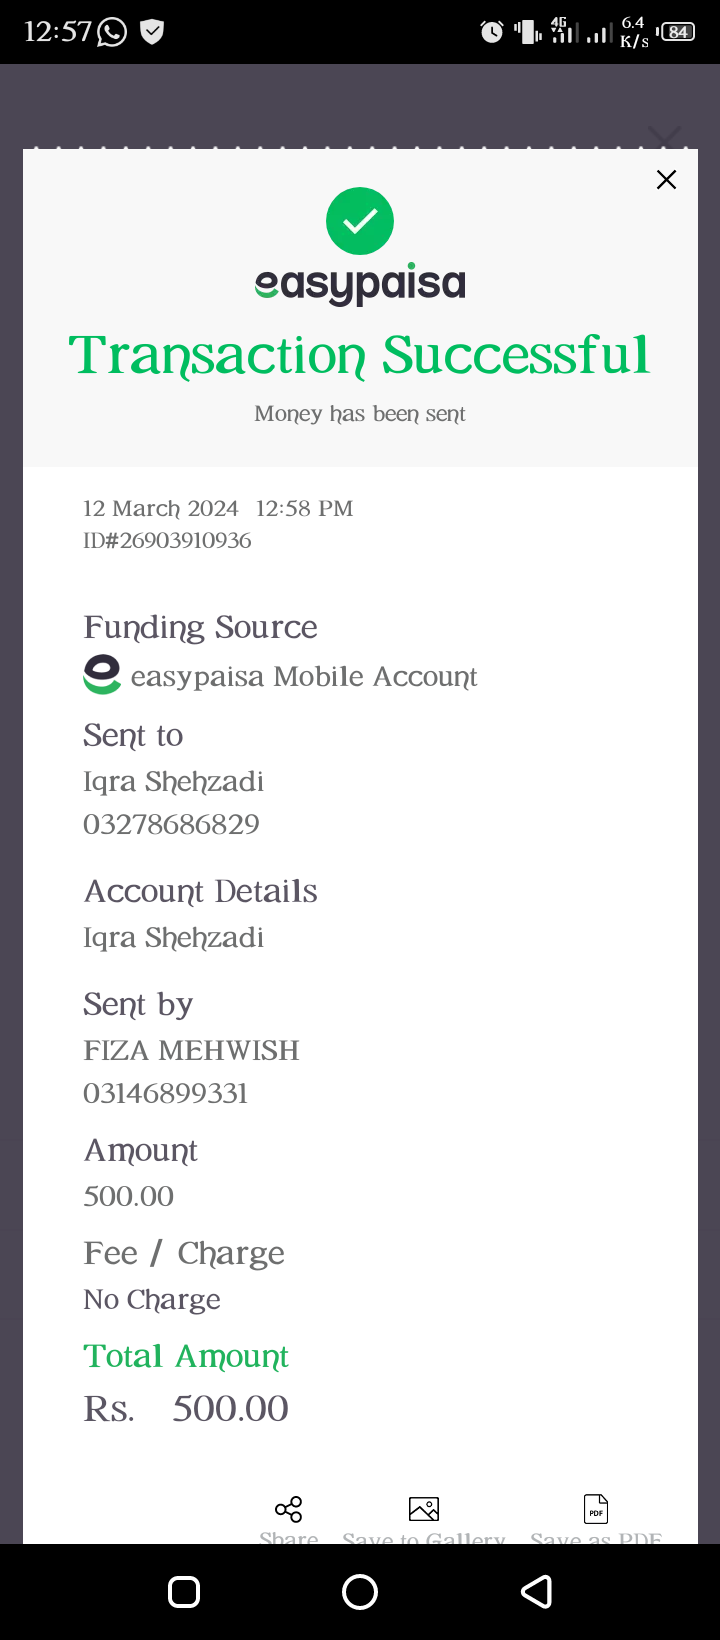 12:57
4G
6.4
K/s
84
easypaisa
Transaction Successful
Money has been sent
12 March 2024 12:58 PM
ID#26903910936
Funding Source
easypaisa Mobile Account
Sent to
Iqra Shehzadi
03278686829
Account Details
Iqra Shehzadi
Sent by
FIZA MEHWISH
03146899331
Amount
500.00
Fee / Charge
No Charge
Total Amount
Rs. 500.00
PDF
Share Save to Gallery Save as PDF